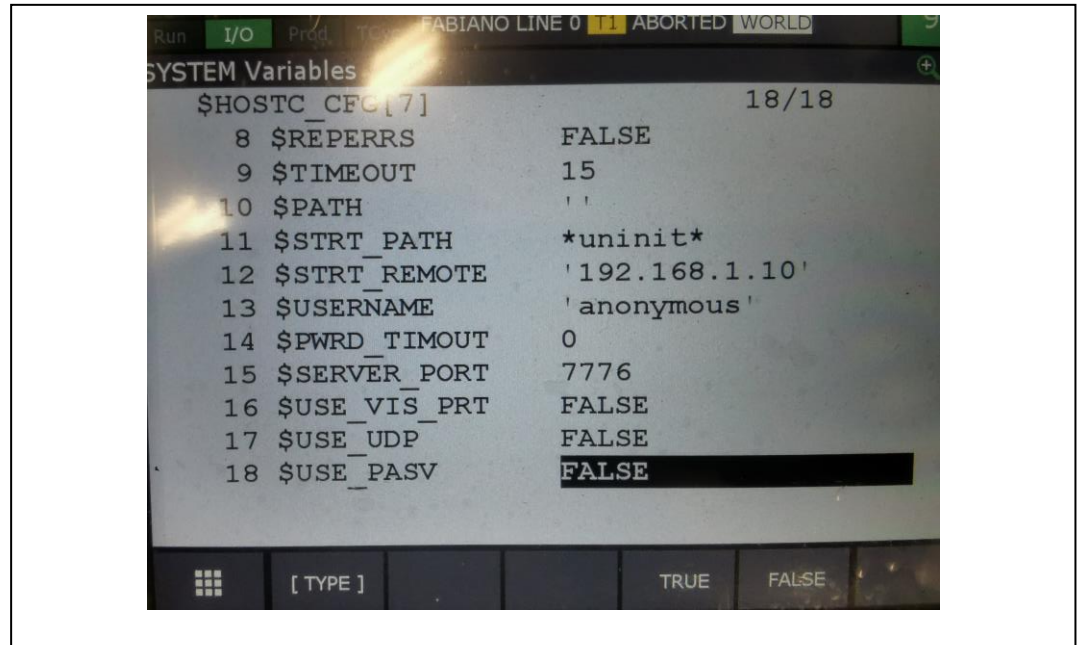 Run I/O Prod TCyc FABIANO LINE 0 T1 ABORTED WORLD 9
SYSTEM Variables
$HOSTC_CFG[7] 18/18
8 $REPERRS FALSE
9 $TIMEOUT 15
10 $PATH ''
11 $STRT_PATH *uninit*
12 $STRT_REMOTE '192.168.1.10'
13 $USERNAME 'anonymous'
14 $PWRD_TIMOUT 0
15 $SERVER_PORT 7776
16 $USE_VIS_PRT FALSE
17 $USE_UDP FALSE
18 $USE_PASV FALSE
[ TYPE ] TRUE FALSE